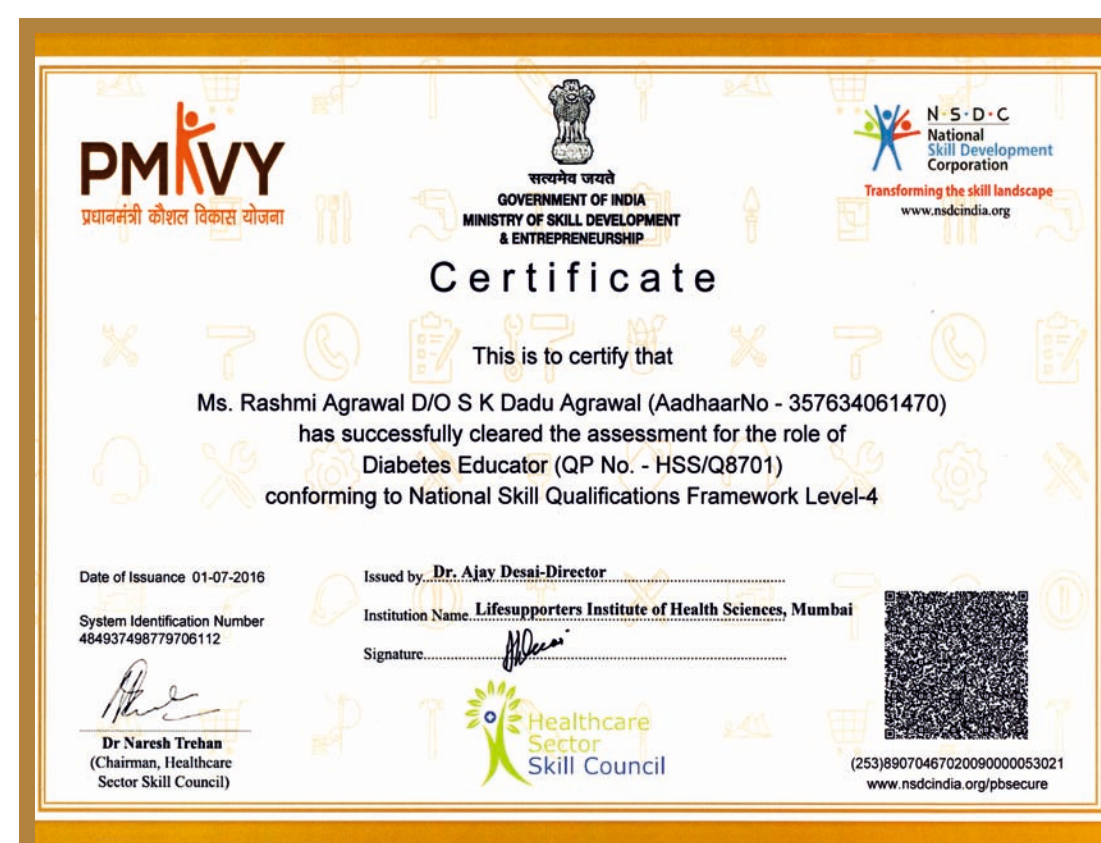 PMKVY
प्रधानमंत्री कौशल विकास योजना
सत्यमेव जयते
GOVERNMENT OF INDIA
MINISTRY OF SKILL DEVELOPMENT
& ENTREPRENEURSHIP
N·S·D·C
National
Skill Development
Corporation
Transforming the skill landscape
www.nsdcindia.org
Certificate
This is to certify that
Ms. Rashmi Agrawal D/O S K Dadu Agrawal (AadhaarNo - 357634061470)
has successfully cleared the assessment for the role of
Diabetes Educator (QP No. - HSS/Q8701)
conforming to National Skill Qualifications Framework Level-4
Date of Issuance 01-07-2016
System Identification Number
484937498779706112
Dr Naresh Trehan
(Chairman, Healthcare
Sector Skill Council)
Issued by Dr. Ajay Desai-Director
Institution Name Lifesupporters Institute of Health Sciences, Mumbai
Signature
Healthcare
Sector
Skill Council
(253)89070467020090000053021
www.nsdcindia.org/pbsecure